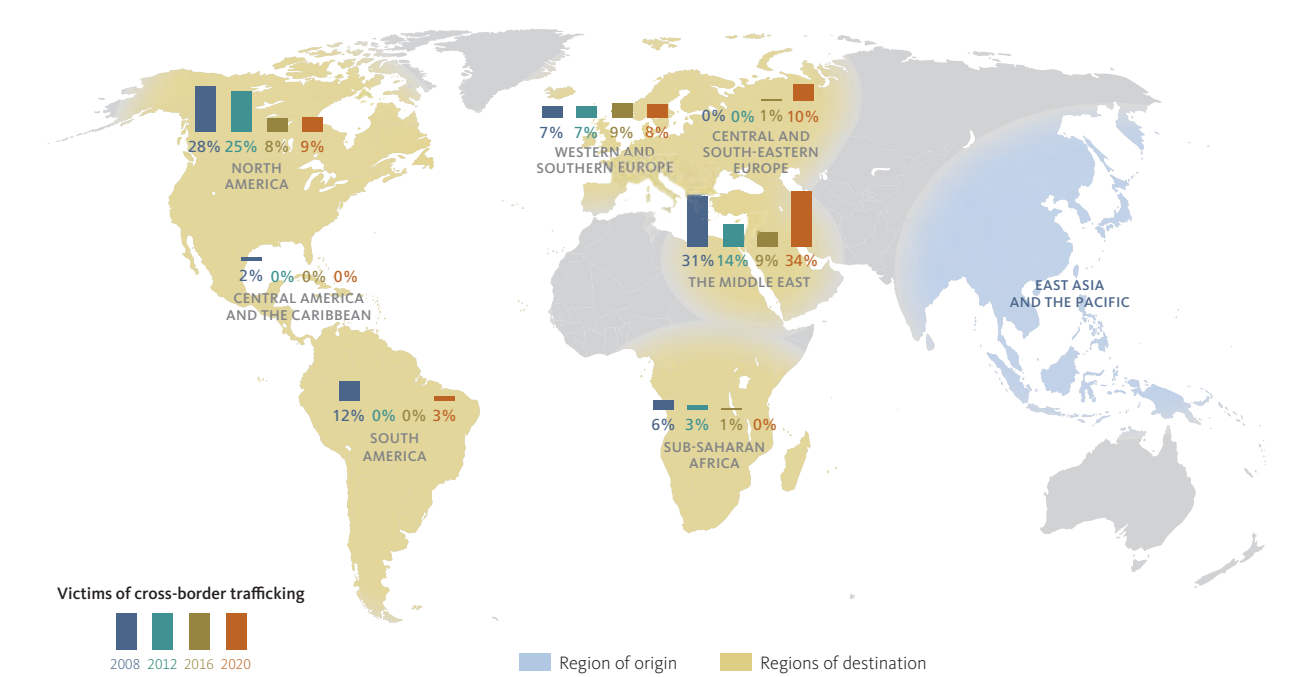 28% 25% 8% 9%
NORTH
AMERICA
7% 7% 9% 8%
WESTERN AND
SOUTHERN EUROPE
0% 0% 1% 10%
CENTRAL AND
SOUTH-EASTERN
EUROPE
31% 14% 9% 34%
THE MIDDLE EAST
2% 0% 0% 0%
CENTRAL AMERICA
AND THE CARIBBEAN
EAST ASIA
AND THE PACIFIC
12% 0% 0% 3%
SOUTH
AMERICA
6% 3% 1% 0%
SUB-SAHARAN
AFRICA
Victims of cross-border trafficking
2008 2012 2016 2020
Region of origin
Regions of destination